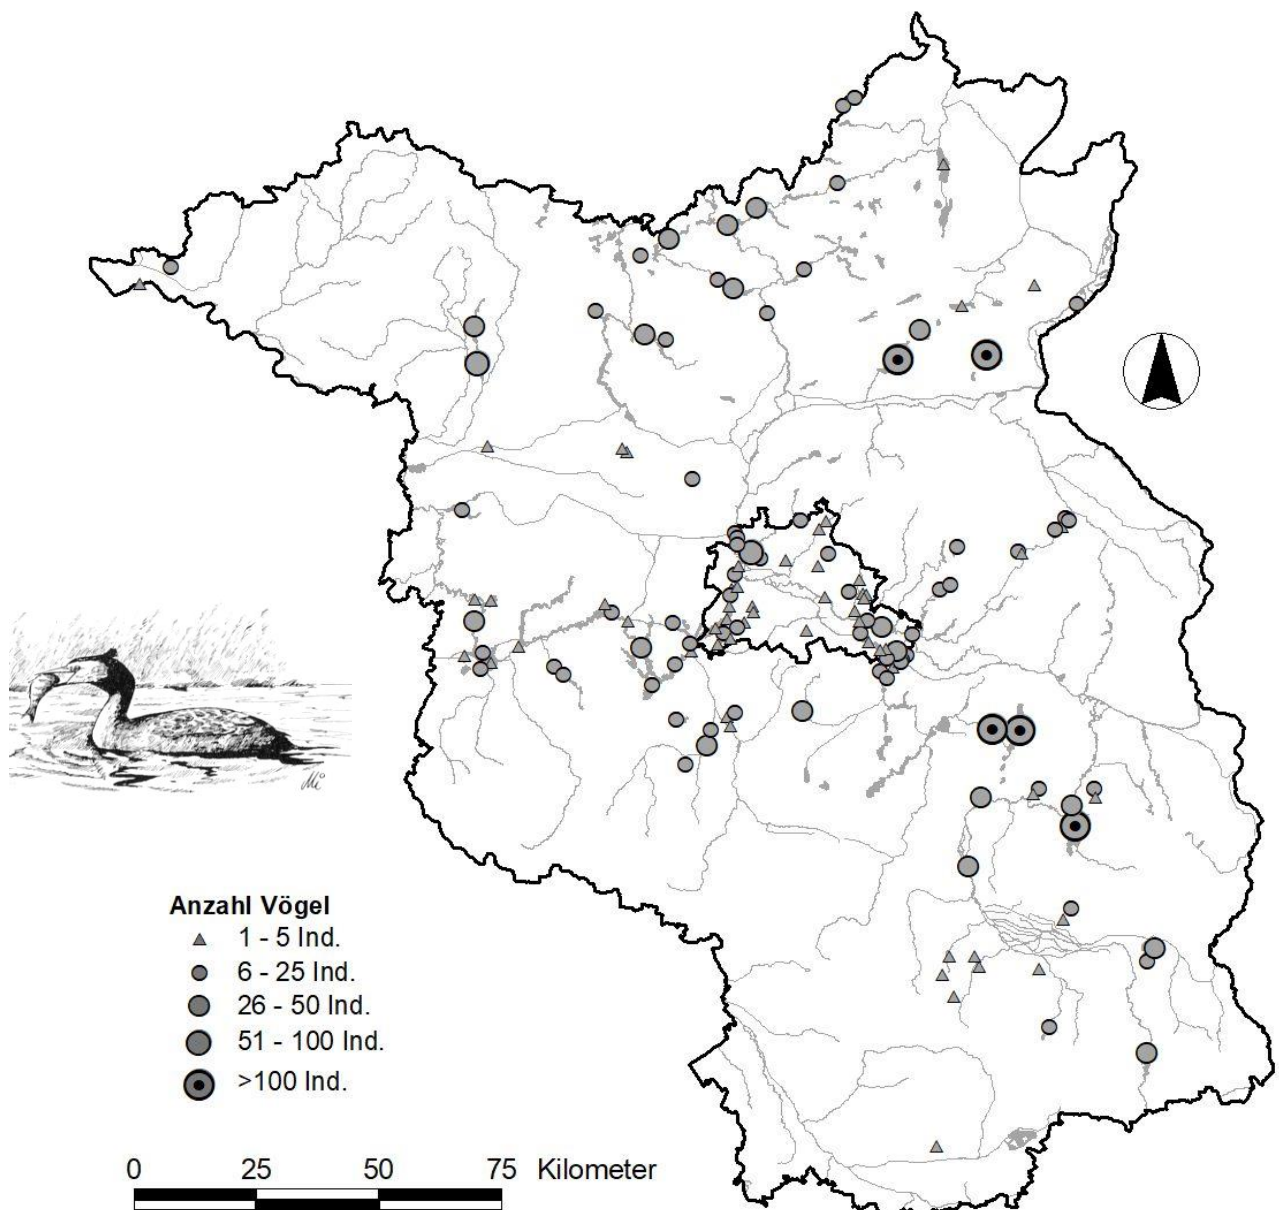 Anzahl Vögel
1 - 5 Ind.
6 - 25 Ind.
26 - 50 Ind.
51 - 100 Ind.
>100 Ind.
0 25 50 75 Kilometer